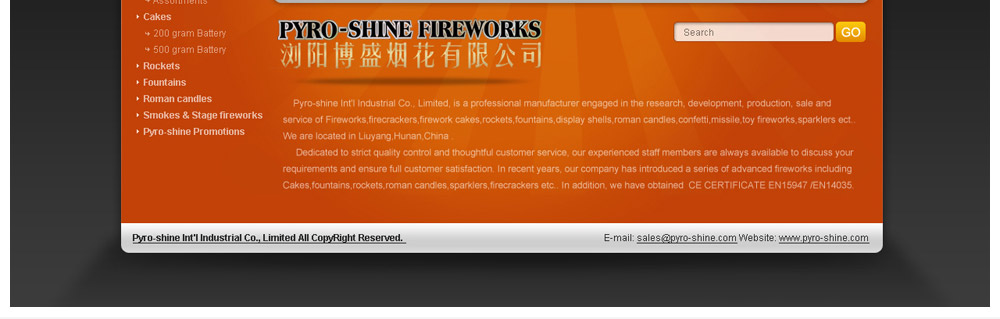 Assortments
Cakes
200 gram Battery
500 gram Battery
Rockets
Fountains
Roman candles
Smokes & Stage fireworks
Pyro-shine Promotions
PYRO-SHINE FIREWORKS
浏阳博盛烟花有限公司
Search
GO
Pyro-shine Int'l Industrial Co., Limited, is a professional manufacturer engaged in the research, development, production, sale and
service of Fireworks,firecrackers,firework cakes,rockets,fountains,display shells,roman candles,confetti,missile,toy fireworks,sparklers ect..
We are located in Liuyang,Hunan,China .
Dedicated to strict quality control and thoughtful customer service, our experienced staff members are always available to discuss your
requirements and ensure full customer satisfaction. In recent years, our company has introduced a series of advanced fireworks including
Cakes,fountains,rockets,roman candles,sparklers,firecrackers etc.. In addition, we have obtained CE CERTIFICATE EN15947 /EN14035.
Pyro-shine Int'l Industrial Co., Limited All CopyRight Reserved.
E-mail: sales@pyro-shine.com Website: www.pyro-shine.com